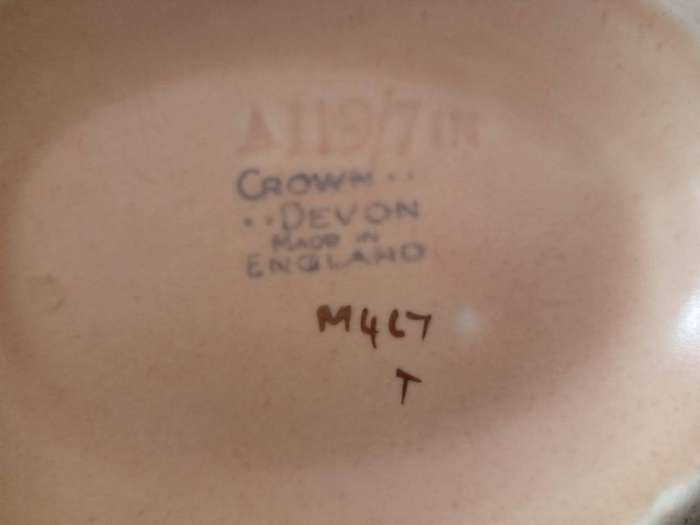 CROWN ..
.. DEVON
MADE IN
ENGLAND
M467
T